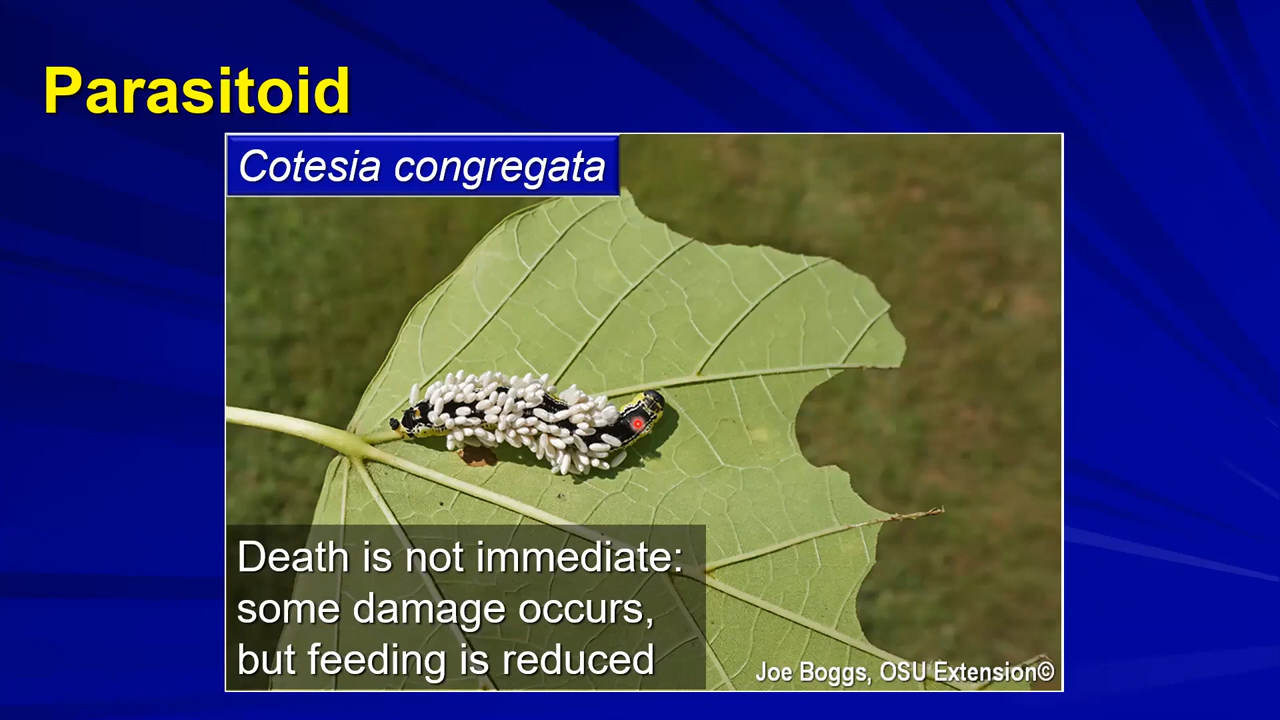 Parasitoid
Cotesia congregata
Death is not immediate:
some damage occurs,
but feeding is reduced
Joe Boggs, OSU Extension©